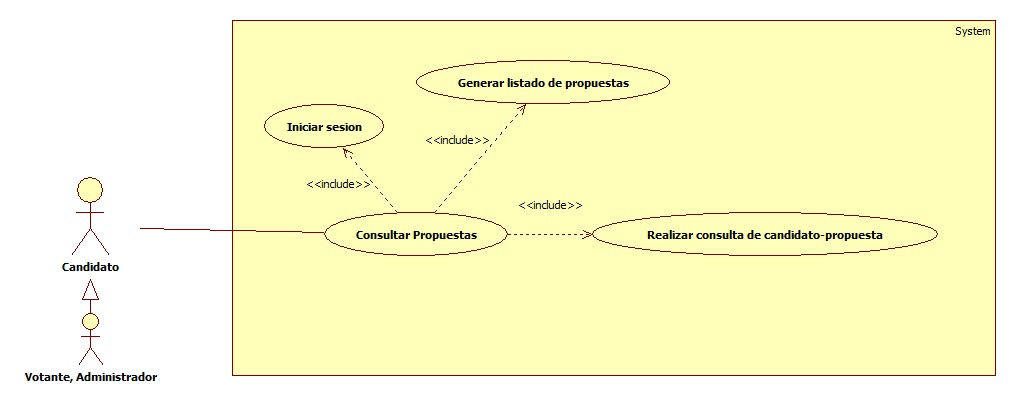 System
Generar listado de propuestas
Iniciar sesion
<<include>>
<<include>>
<<include>>
Consultar Propuestas
Realizar consulta de candidato-propuesta
Candidato
Votante, Administrador